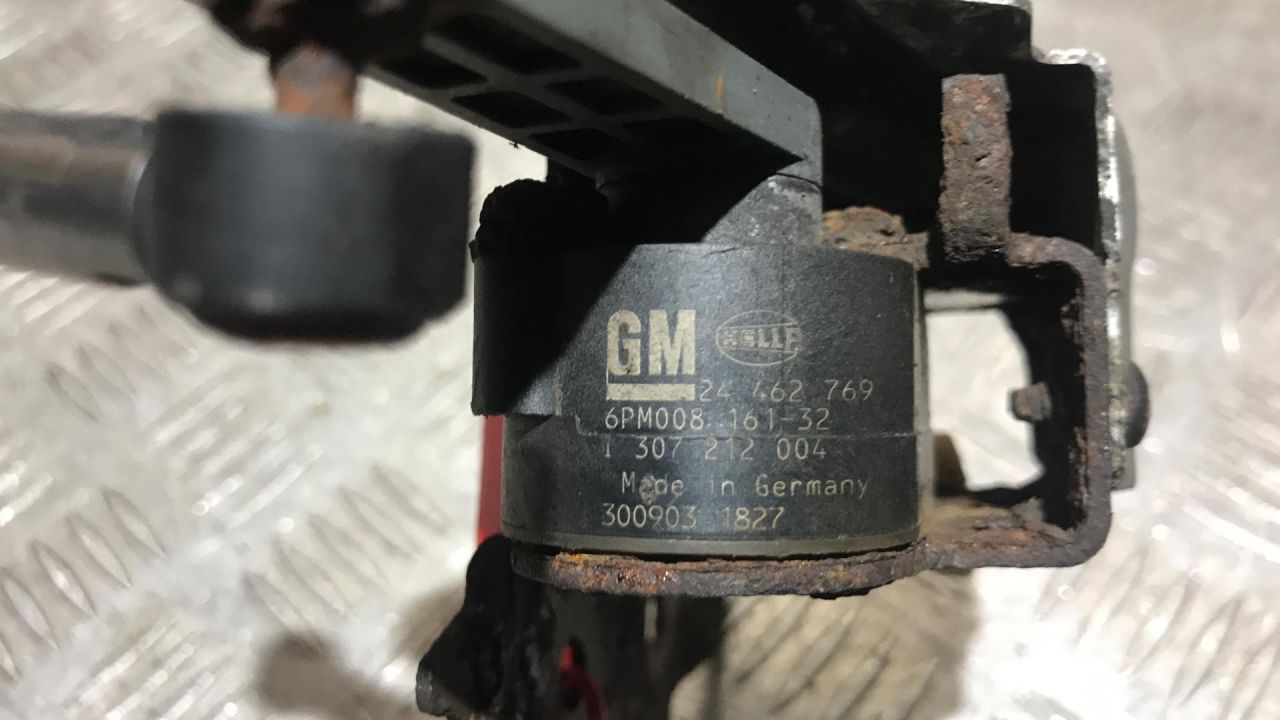 GM HELLA
24 462 769
6PM008 161-32
1 307 212 004
Made in Germany
300903 1827